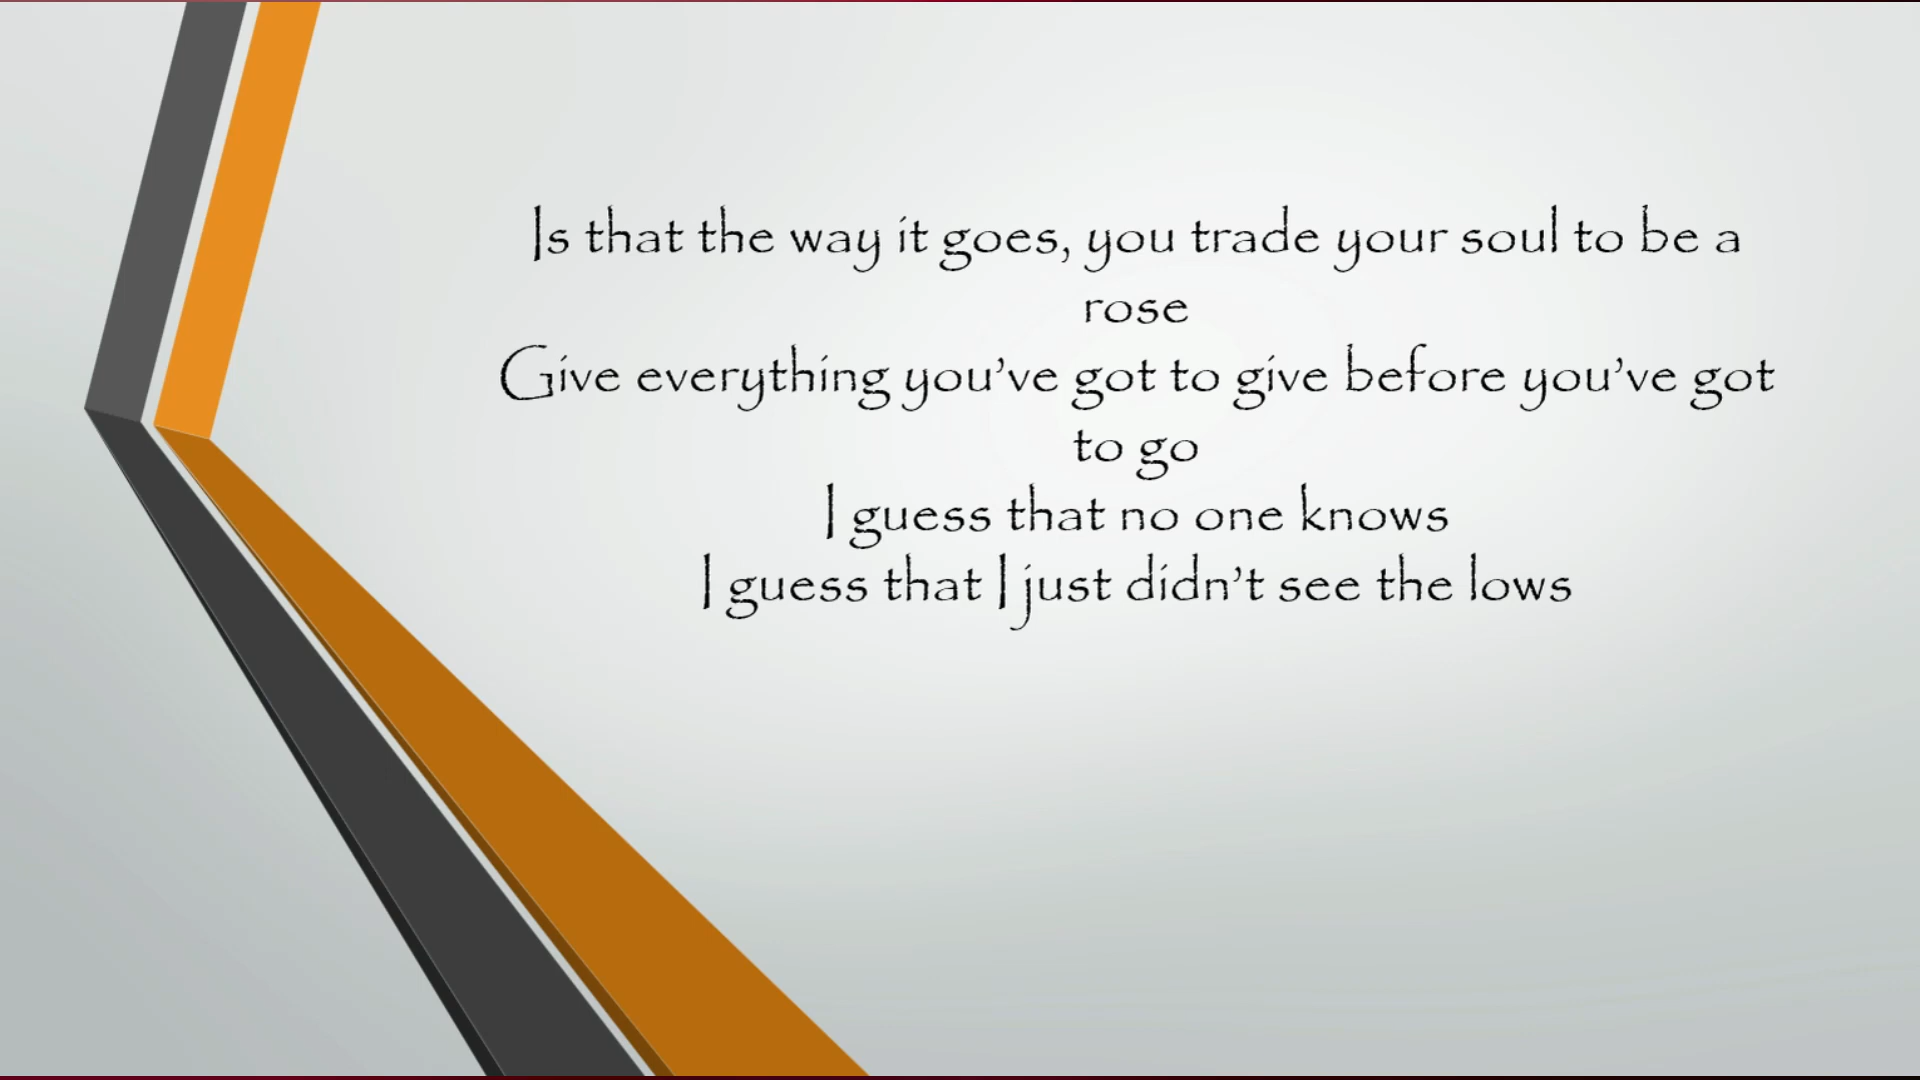 Is that the way it goes, you trade your soul to be a
rose
Give everything you’ve got to give before you’ve got
to go
I guess that no one knows
I guess that I just didn’t see the lows